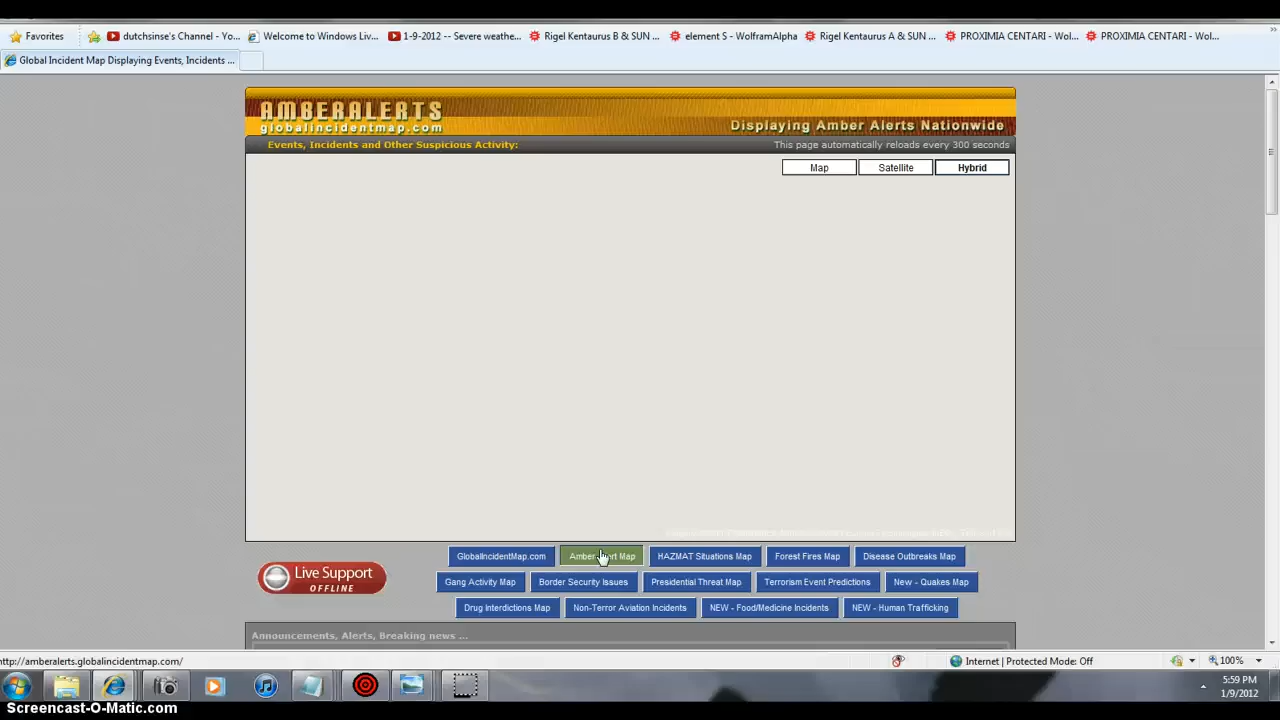 Favorites dutchsinse's Channel - Yo... Welcome to Windows Liv... 1-9-2012 -- Severe weathe... Rigel Kentaurus B & SUN ... element S - WolframAlpha Rigel Kentaurus A & SUN ... PROXIMIA CENTARI - Wol... PROXIMIA CENTARI - Wol...
Global Incident Map Displaying Events, Incidents ...
AMBERALERTS
globalincidentmap.com
Displaying Amber Alerts Nationwide
Events, Incidents and Other Suspicious Activity:
This page automatically reloads every 300 seconds
Map Satellite Hybrid
GlobalIncidentMap.com Amber Alert Map HAZMAT Situations Map Forest Fires Map Disease Outbreaks Map
Live Support
OFFLINE
Gang Activity Map Border Security Issues Presidential Threat Map Terrorism Event Predictions New - Quakes Map
Drug Interdictions Map Non-Terror Aviation Incidents NEW - Food/Medicine Incidents NEW - Human Trafficking
Announcements, Alerts, Breaking news ...
http://amberalerts.globalincidentmap.com/ Internet | Protected Mode: Off 100%
5:59 PM
1/9/2012
Screencast-O-Matic.com